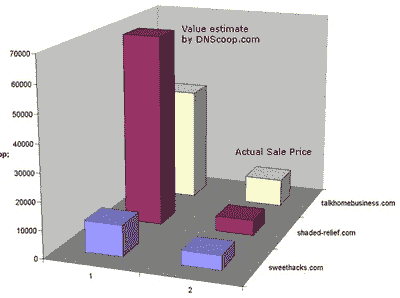 Value estimate
by DNScoop.com
70000
60000
50000
40000
30000
20000
10000
0
op:
Actual Sale Price
talkhomebusiness.com
shaded-relief.com
sweethacks.com
1
2